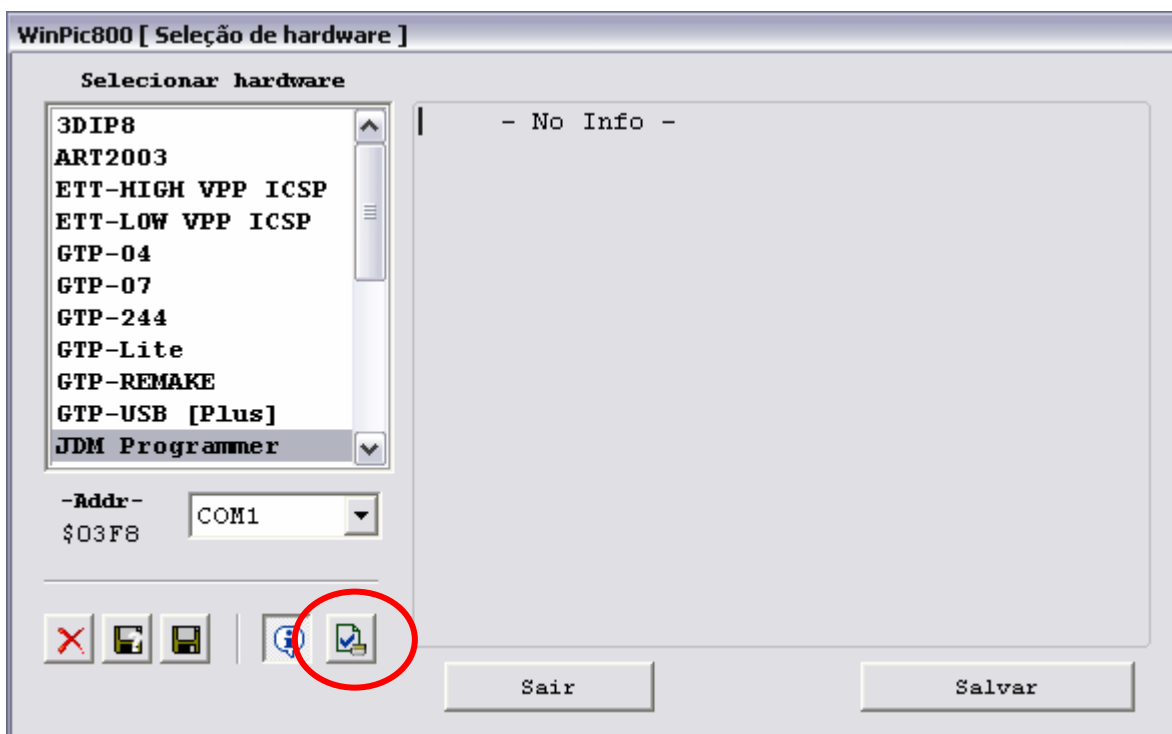 WinPic800 [ Seleção de hardware ]
Selecionar hardware
3DIP8
ART2003
ETT-HIGH VPP ICSP
ETT-LOW VPP ICSP
GTP-04
GTP-07
GTP-244
GTP-Lite
GTP-REMAKE
GTP-USB [Plus]
JDM Programmer
- No Info -
-Addr-
$03F8
COM1
Sair
Salvar